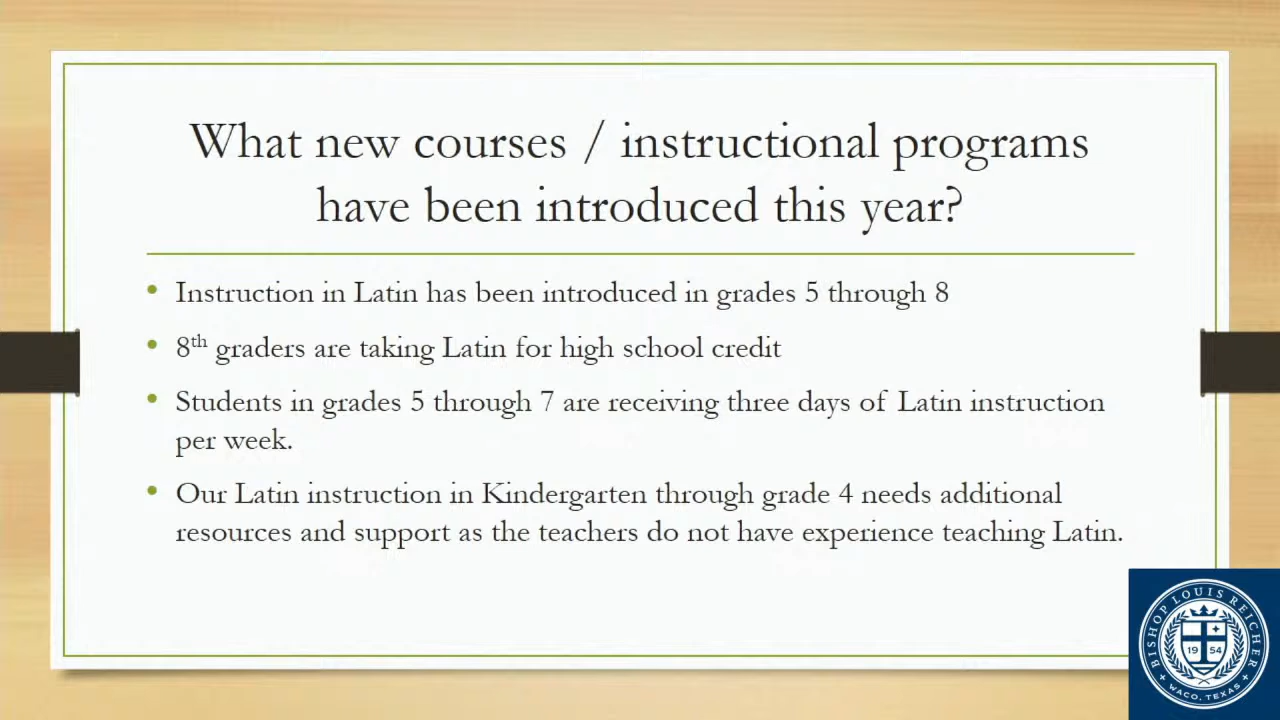 What new courses / instructional programs
have been introduced this year?
• Instruction in Latin has been introduced in grades 5 through 8
• 8th graders are taking Latin for high school credit
• Students in grades 5 through 7 are receiving three days of Latin instruction
per week.
• Our Latin instruction in Kindergarten through grade 4 needs additional
resources and support as the teachers do not have experience teaching Latin.
BISHOP LOUIS REICHER
19 54
WACO, TEXAS